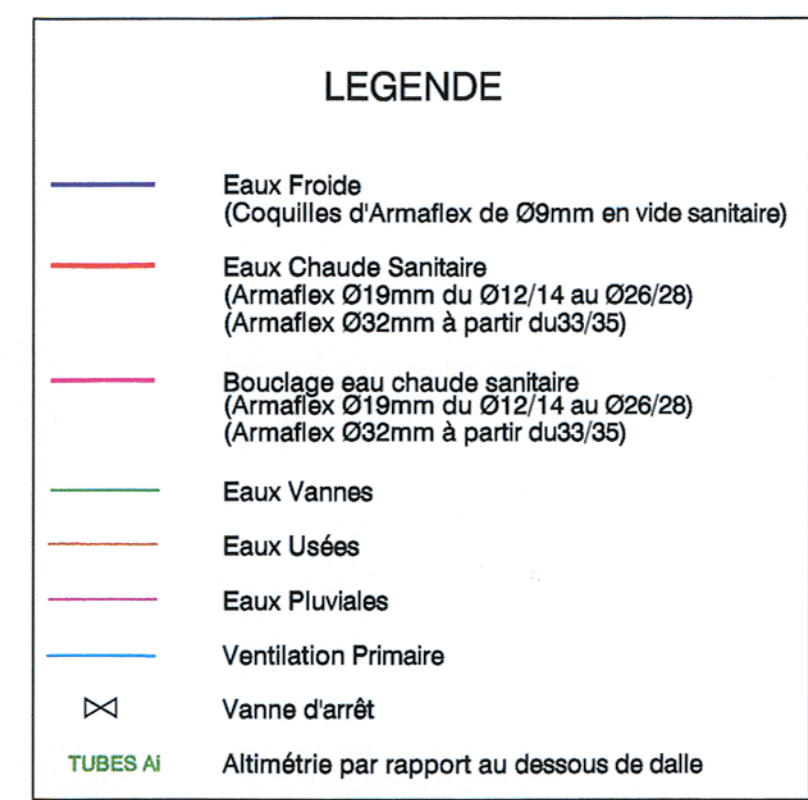 LEGENDE
Eaux Froide
(Coquilles d'Armaflex de Ø9mm en vide sanitaire)
Eaux Chaude Sanitaire
(Armaflex Ø19mm du Ø12/14 au Ø26/28)
(Armaflex Ø32mm à partir du33/35)
Bouclage eau chaude sanitaire
(Armaflex Ø19mm du Ø12/14 au Ø26/28)
(Armaflex Ø32mm à partir du33/35)
Eaux Vannes
Eaux Usées
Eaux Pluviales
Ventilation Primaire
Vanne d'arrêt
TUBES Ai Altimétrie par rapport au dessous de dalle